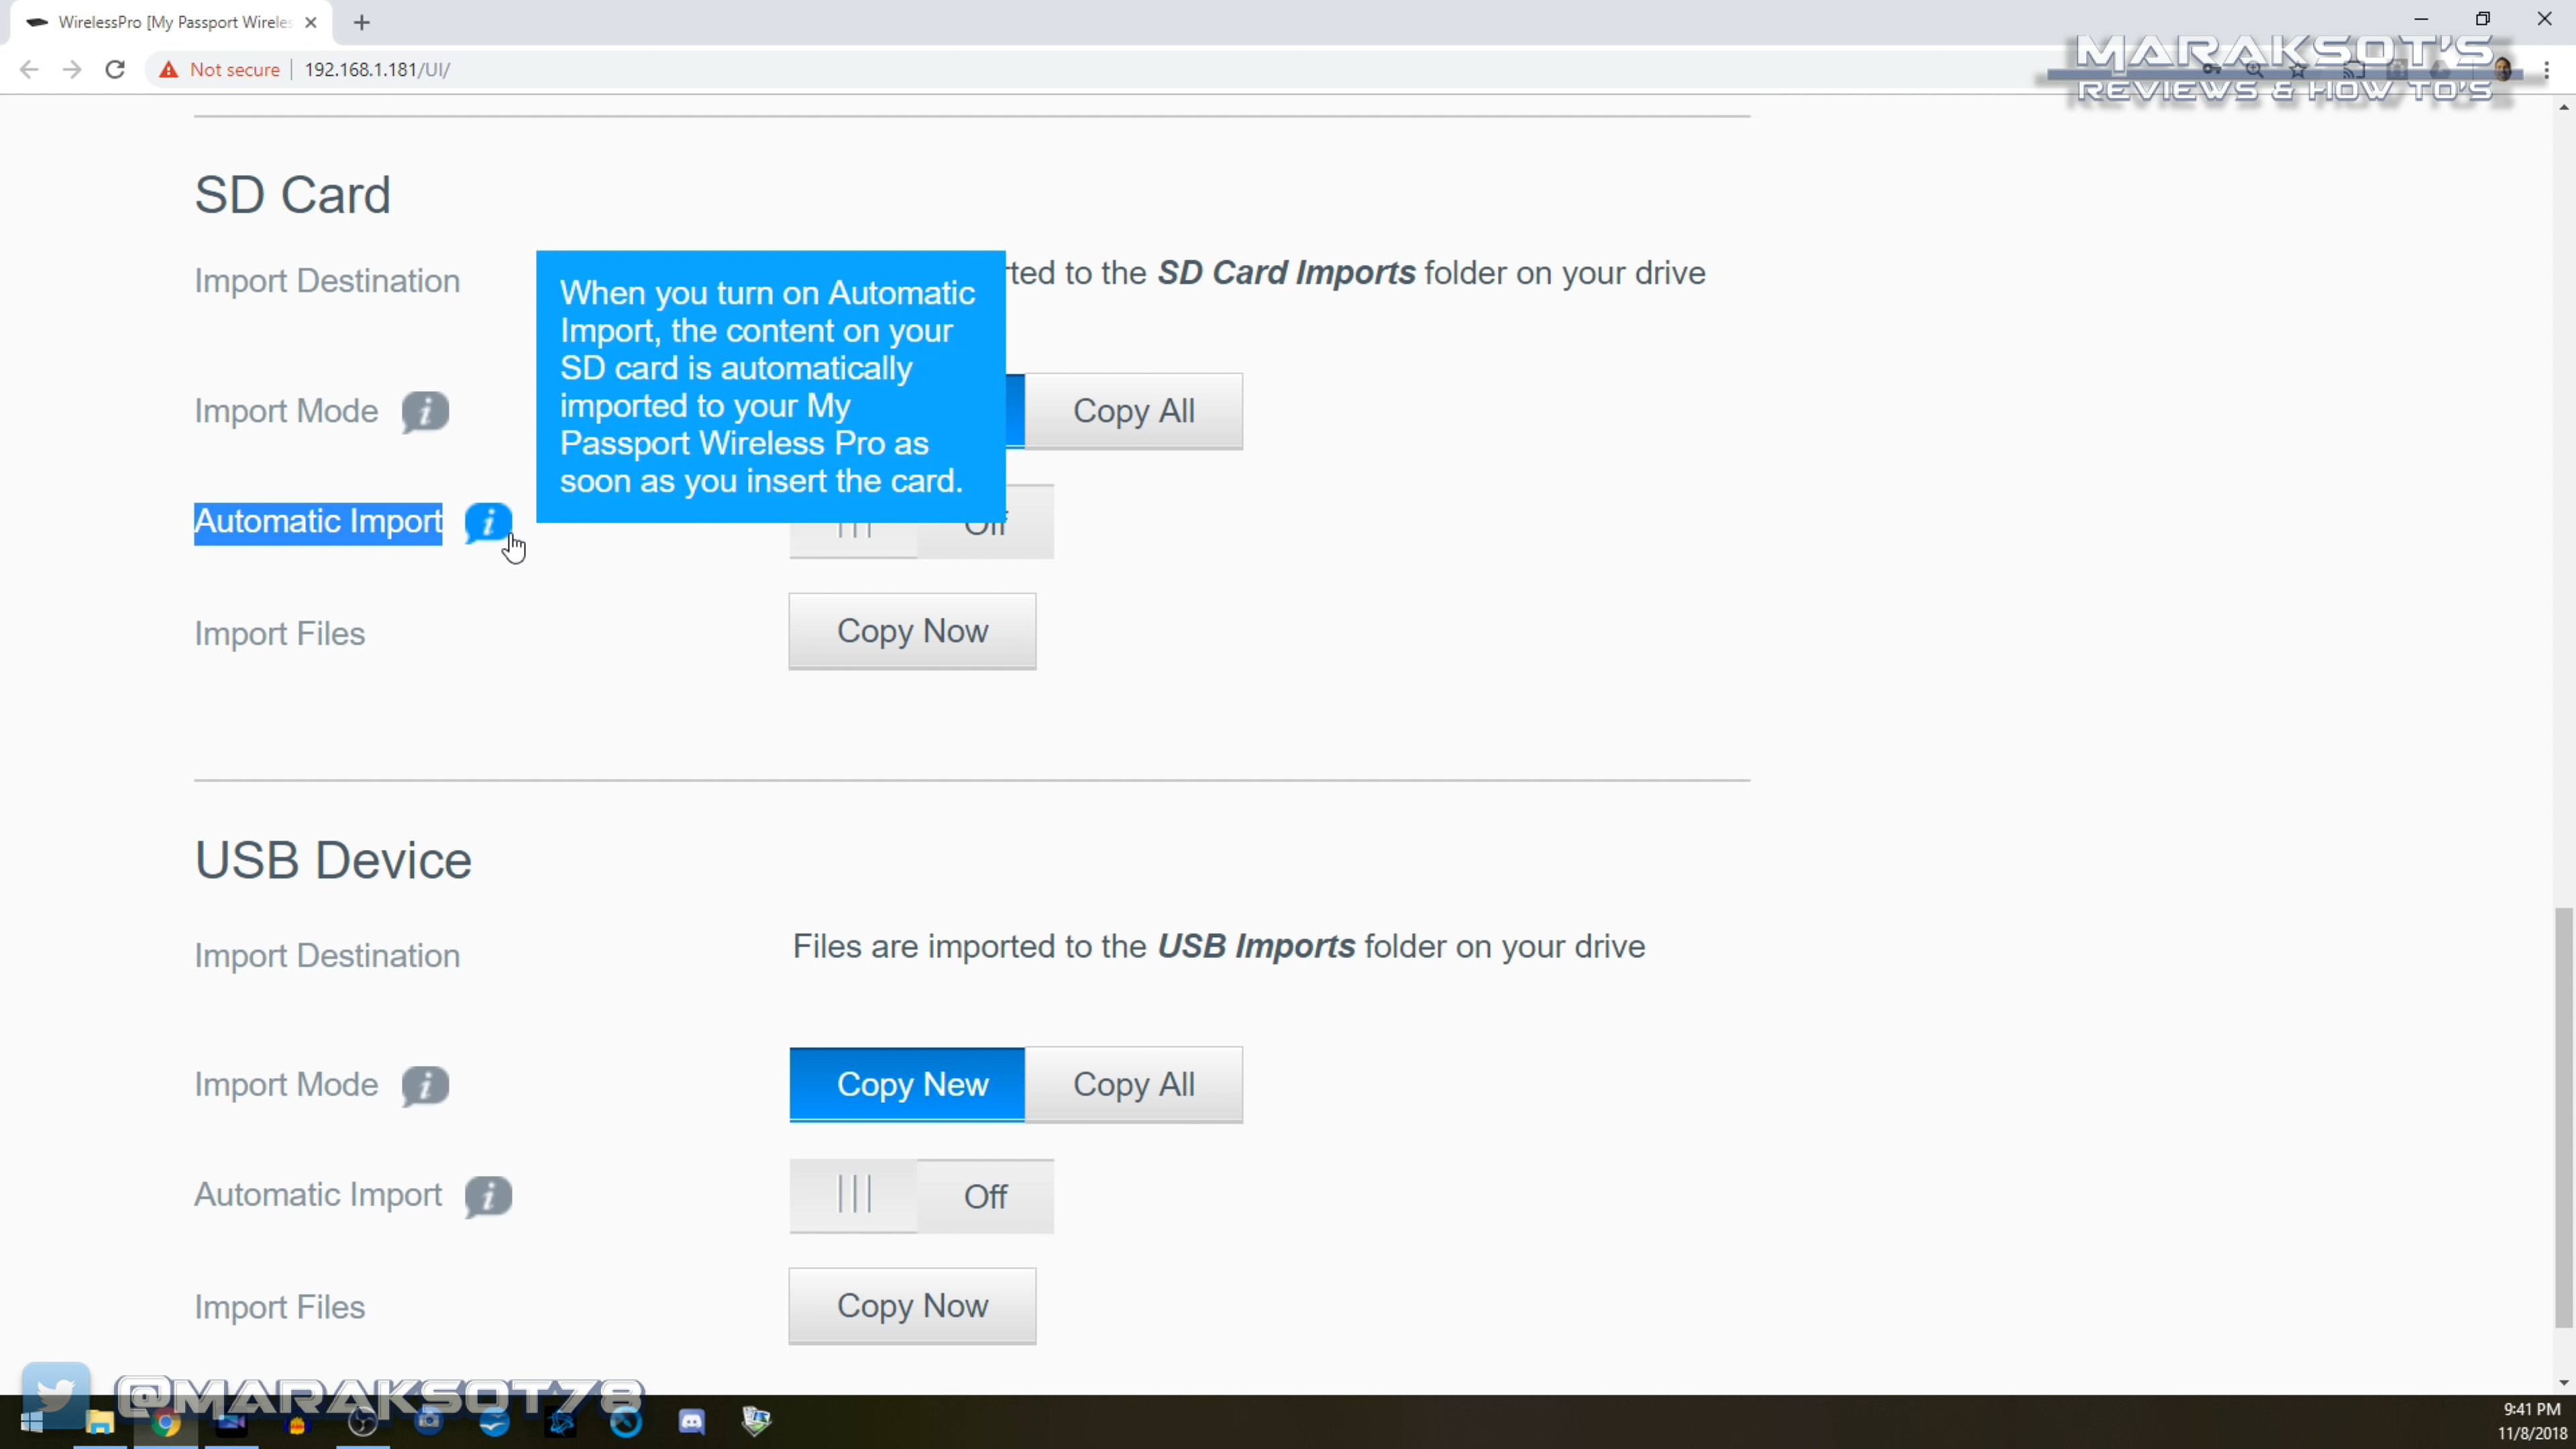 WirelessPro [My Passport Wireles
Not secure | 192.168.1.181/UI/
MARAKSOT'S
REVIEWS & HOW TO'S
SD Card
Import Destination
rted to the SD Card Imports folder on your drive
When you turn on Automatic
Import, the content on your
SD card is automatically
imported to your My
Passport Wireless Pro as
soon as you insert the card.
Import Mode
Copy All
Automatic Import
Off
Import Files
Copy Now
USB Device
Import Destination
Files are imported to the USB Imports folder on your drive
Import Mode
Copy New
Copy All
Automatic Import
Off
Import Files
Copy Now
@MARAKSOT78
9:41 PM
11/8/2018